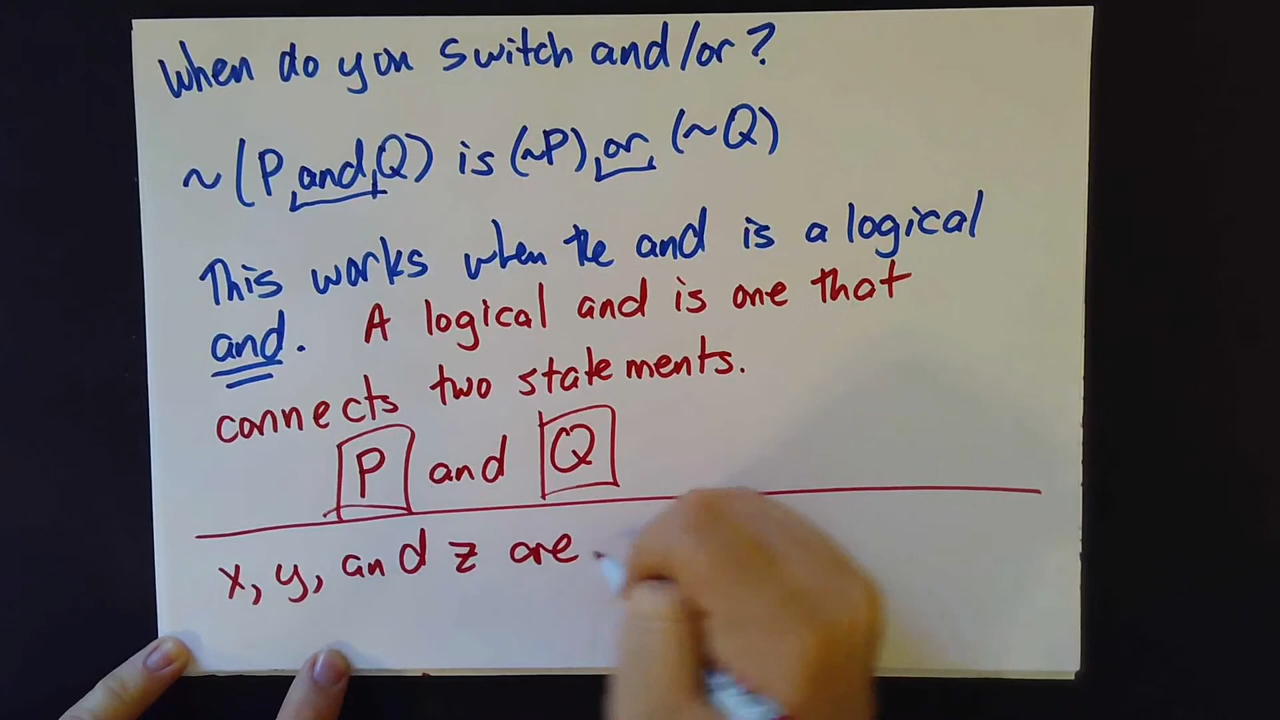 When do you switch and/or?
~(P and Q) is (~P) or (~Q)
This works when the and is a logical
and. A logical and is one that
connects two statements.
P and Q
x, y, and z are